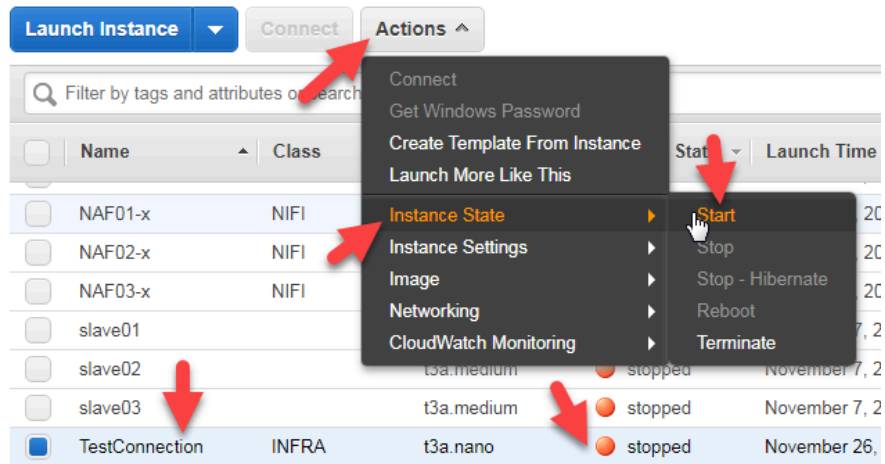 Launch Instance Connect Actions
Filter by tags and attributes or search
Connect
Get Windows Password
Create Template From Instance
Launch More Like This
Name Class Launch Time
Instance State Start
Instance Settings Stop
Image Stop - Hibernate
Networking Reboot
CloudWatch Monitoring Terminate
NAF01-x NIFI
NAF02-x NIFI
NAF03-x NIFI
slave01
slave02 t3a.medium stopped November 7, 2
slave03 t3a.medium stopped November 7, 2
TestConnection INFRA t3a.nano stopped November 26,